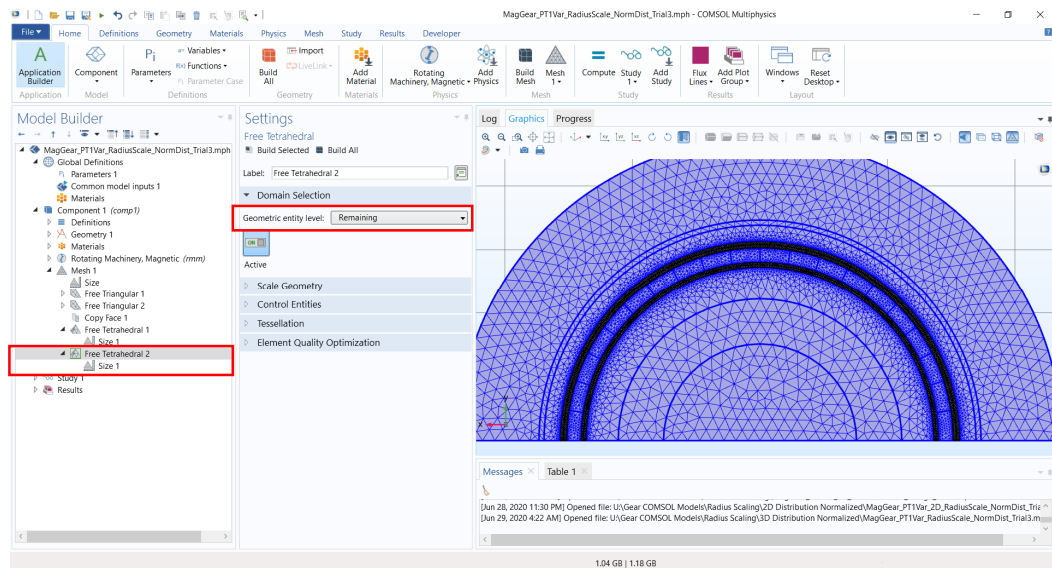 MagGear_PT1Var_RadiusScale_NormDist_Trial3.mph - COMSOL Multiphysics
File Home Definitions Geometry Materials Physics Mesh Study Results Developer
Application Builder
Component
Parameters
a= Variables
f(x) Functions
Pi Parameter Case
Build All
Import
LiveLink
Add Material
Rotating Machinery, Magnetic
Add Physics
Build Mesh
Mesh 1
Compute
Study 1
Add Study
Flux Lines
Add Plot Group
Windows
Reset Desktop
Application Model Definitions Geometry Materials Physics Mesh Study Results Layout
Model Builder
MagGear_PT1Var_RadiusScale_NormDist_Trial3.mph
Global Definitions
Pi Parameters 1
Common model inputs 1
Materials
Component 1 (comp1)
Definitions
Geometry 1
Materials
Rotating Machinery, Magnetic (rmm)
Mesh 1
Size
Free Triangular 1
Free Triangular 2
Copy Face 1
Free Tetrahedral 1
Size 1
Free Tetrahedral 2
Size 1
Study 1
Results
Settings
Free Tetrahedral
Build Selected Build All
Label: Free Tetrahedral 2
Domain Selection
Geometric entity level: Remaining
ON
Active
Scale Geometry
Control Entities
Tessellation
Element Quality Optimization
Log Graphics Progress
y
x
Messages Table 1
[Jun 28, 2020 11:30 PM] Opened file: U:\Gear COMSOL Models\Radius Scaling\2D Distribution Normalized\MagGear_PT1Var_2D_RadiusScale_NormDist_Tria
[Jun 29, 2020 4:22 AM] Opened file: U:\Gear COMSOL Models\Radius Scaling\3D Distribution Normalized\MagGear_PT1Var_RadiusScale_NormDist_Trial3.m
1.04 GB | 1.18 GB